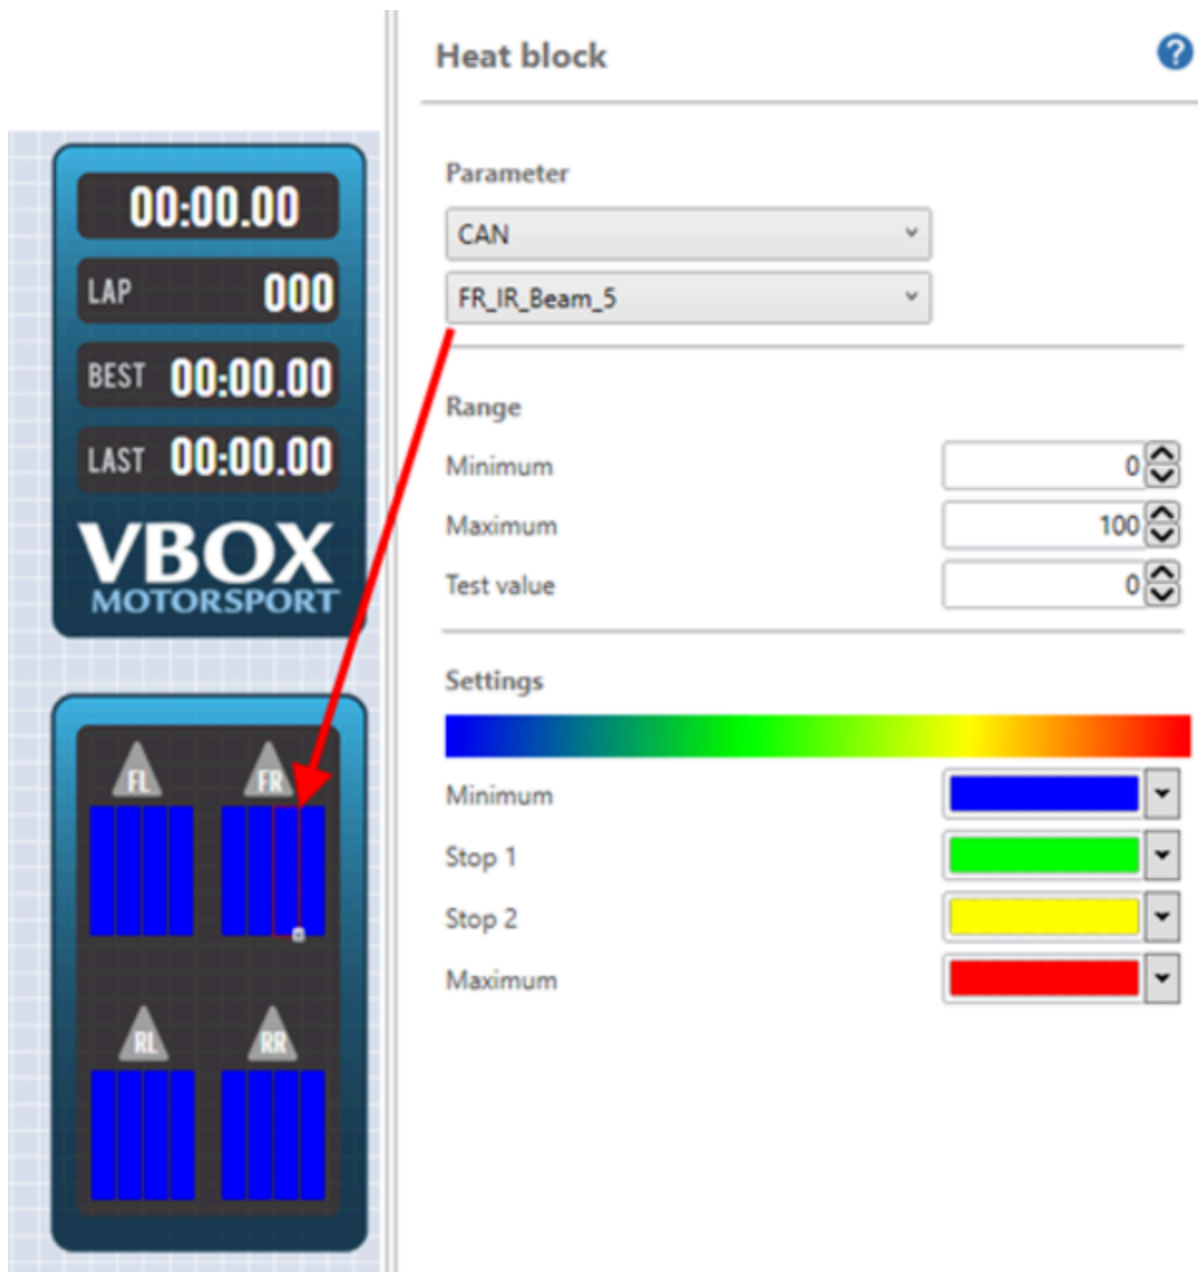 Heat block
?
00:00.00
LAP 000
BEST 00:00.00
LAST 00:00.00
VBOX
MOTORSPORT
FL FR
RL RR
Parameter
CAN
FR_IR_Beam_5
Range
Minimum 0
Maximum 100
Test value 0
Settings
Minimum
Stop 1
Stop 2
Maximum